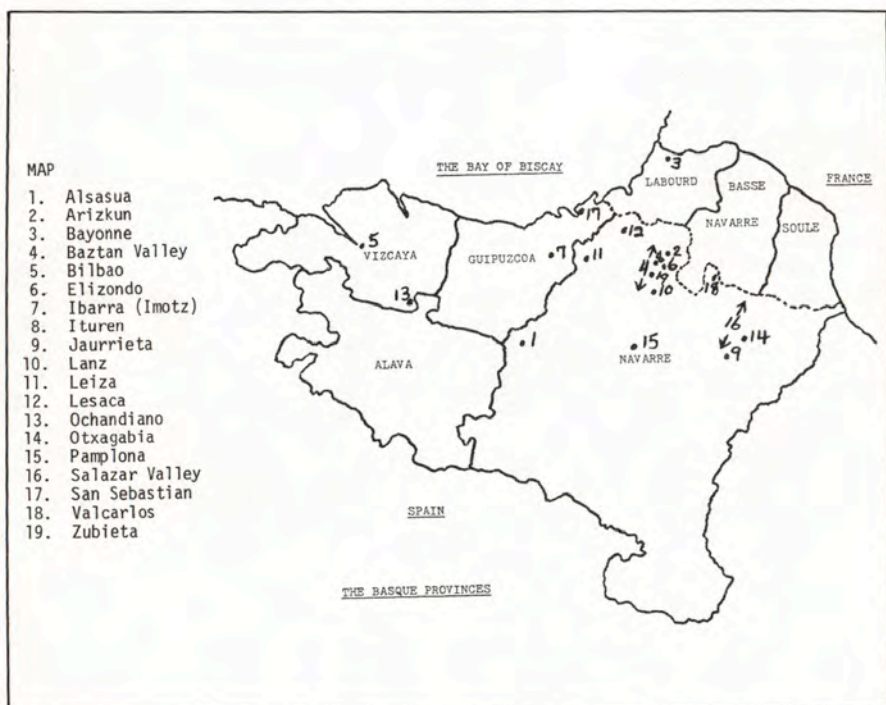 MAP
1. Alsasua
2. Arizkun
3. Bayonne
4. Baztan Valley
5. Bilbao
6. Elizondo
7. Ibarra (Imotz)
8. Ituren
9. Jaurrieta
10. Lanz
11. Leiza
12. Lesaca
13. Ochandiano
14. Otxagabia
15. Pamplona
16. Salazar Valley
17. San Sebastian
18. Valcarlos
19. Zubieta
THE BAY OF BISCAY
3
LABOURD
BASSE
FRANCE
17
NAVARRE
SOULE
12
5
VIZCAYA
GUIPUZCOA
7
11
2
4
6
19
18
10
13
16
1
15
14
NAVARRE
9
ALAVA
SPAIN
THE BASQUE PROVINCES